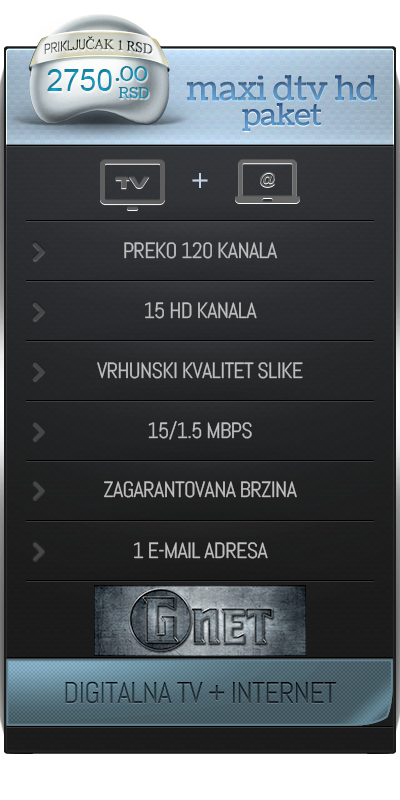 PRIKLJUČAK 1 RSD
2750.00
RSD
maxi dtv hd
paket
TV + @
PREKO 120 KANALA
15 HD KANALA
VRHUNSKI KVALITET SLIKE
15/1.5 MBPS
ZAGARANTOVANA BRZINA
1 E-MAIL ADRESA
GNET
DIGITALNA TV + INTERNET